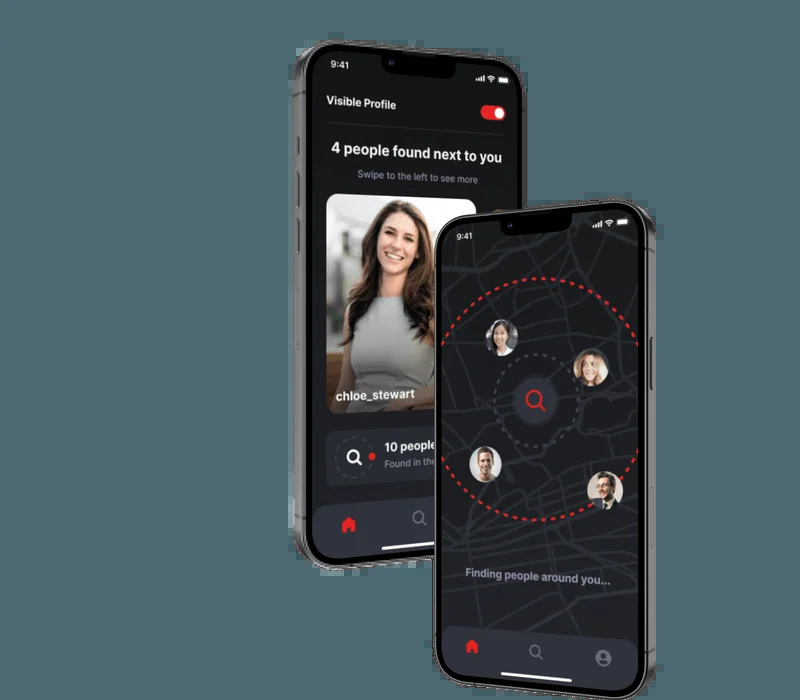 9:41
Visible Profile
4 people found next to you
Swipe to the left to see more
chloe_stewart
10 people
Found in the
9:41
Finding people around you...